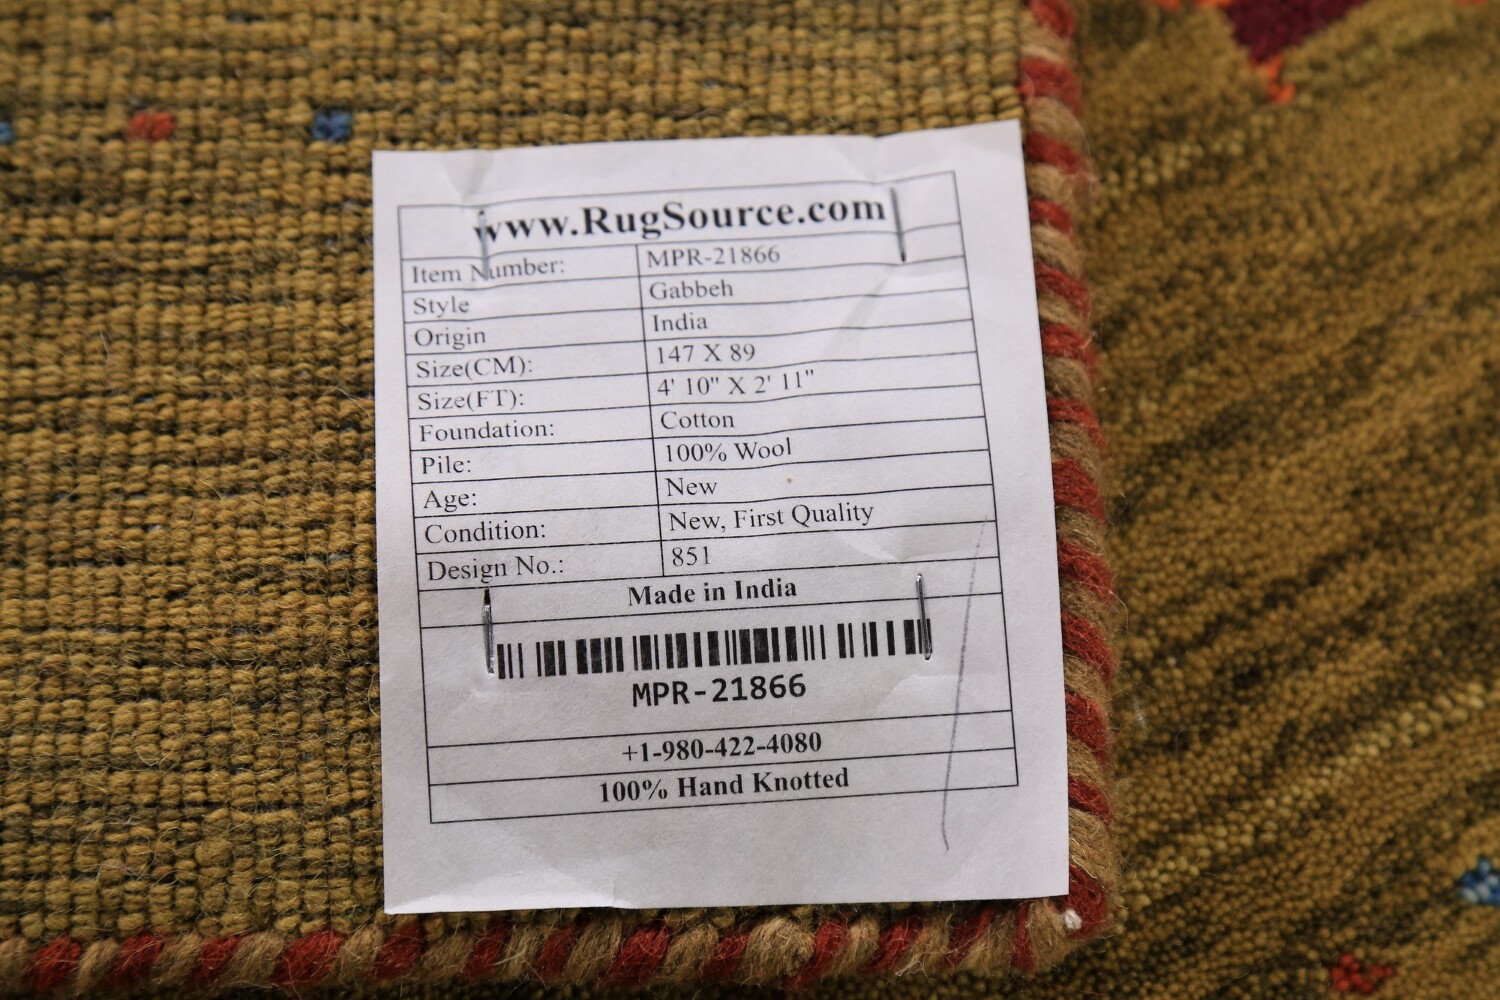 www.RugSource.com
Item Number: MPR-21866
Style Gabbeh
Origin India
Size(CM): 147 X 89
Size(FT): 4' 10" X 2' 11"
Foundation: Cotton
Pile: 100% Wool
Age: New
Condition: New, First Quality
Design No.: 851
Made in India
MPR-21866
+1-980-422-4080
100% Hand Knotted